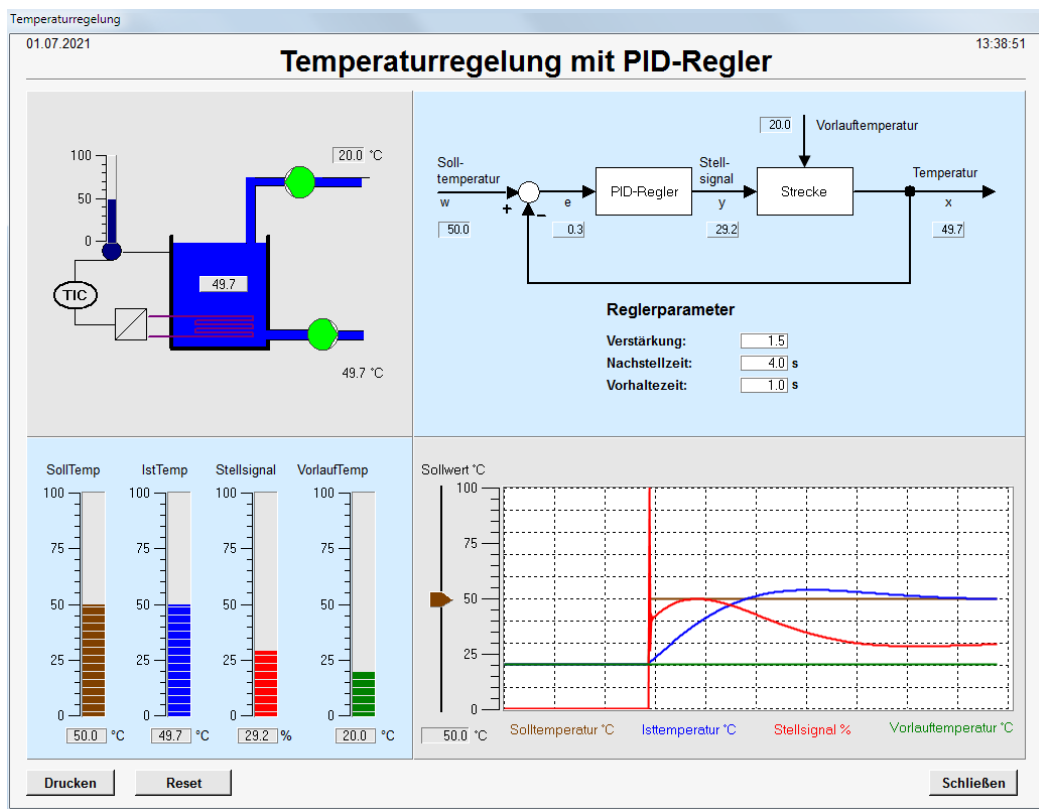 Temperaturregelung
01.07.2021
13:38:51
Temperaturregelung mit PID-Regler
100
50
0
20.0 °C
49.7
TIC
49.7 °C
20.0 Vorlauftemperatur
Soll-
temperatur
w
50.0
+
−
e
0.3
PID-Regler
Stell-
signal
y
29.2
Strecke
Temperatur
x
49.7
Reglerparameter
Verstärkung: 1.5
Nachstellzeit: 4.0 s
Vorhaltezeit: 1.0 s
SollTemp IstTemp Stellsignal VorlaufTemp
100 100 100 100
75 75 75 75
50 50 50 50
25 25 25 25
0 0 0 0
50.0 °C 49.7 °C 29.2 % 20.0 °C
Sollwert °C
100
75
50
25
0
50.0 °C
Solltemperatur °C Isttemperatur °C Stellsignal % Vorlauftemperatur °C
Drucken Reset Schließen